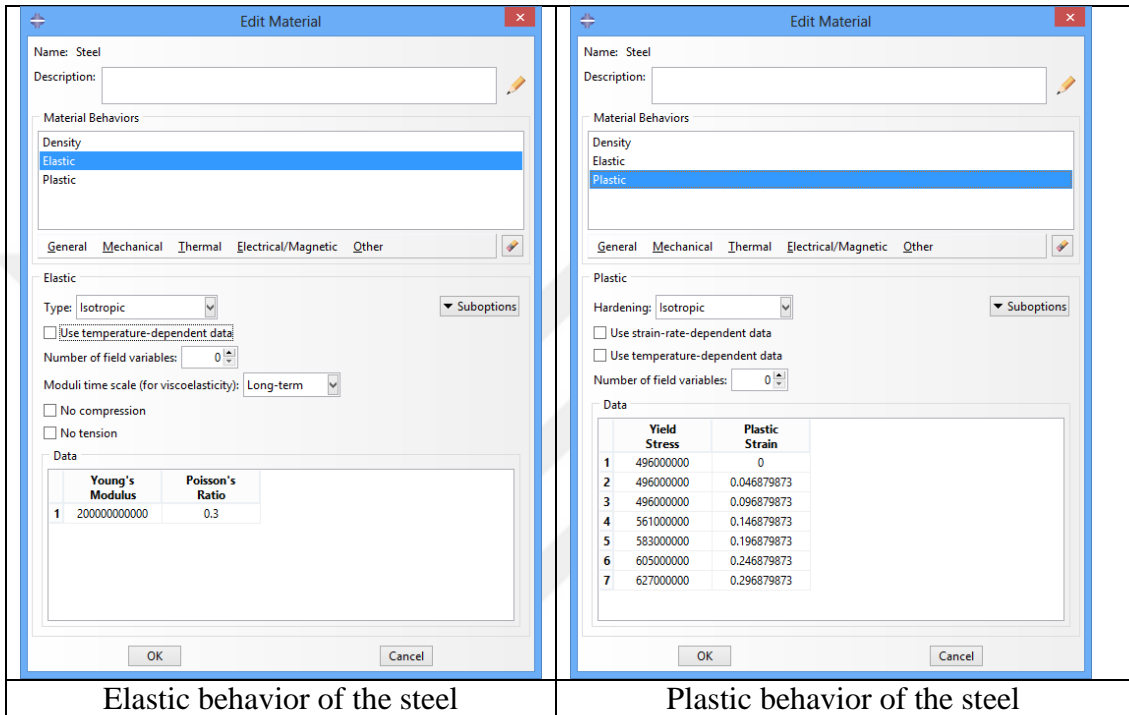 Edit Material
Name: Steel
Description:
Material Behaviors
Density
Elastic
Plastic
General Mechanical Thermal Electrical/Magnetic Other
Elastic
Type: Isotropic
Suboptions
Use temperature-dependent data
Number of field variables: 0
Moduli time scale (for viscoelasticity): Long-term
No compression
No tension
Data
Young's Modulus Poisson's Ratio
1 200000000000 0.3
OK Cancel
Elastic behavior of the steel
Edit Material
Name: Steel
Description:
Material Behaviors
Density
Elastic
Plastic
General Mechanical Thermal Electrical/Magnetic Other
Plastic
Hardening: Isotropic
Suboptions
Use strain-rate-dependent data
Use temperature-dependent data
Number of field variables: 0
Data
Yield Stress Plastic Strain
1 496000000 0
2 496000000 0.046879873
3 496000000 0.096879873
4 561000000 0.146879873
5 583000000 0.196879873
6 605000000 0.246879873
7 627000000 0.296879873
OK Cancel
Plastic behavior of the steel